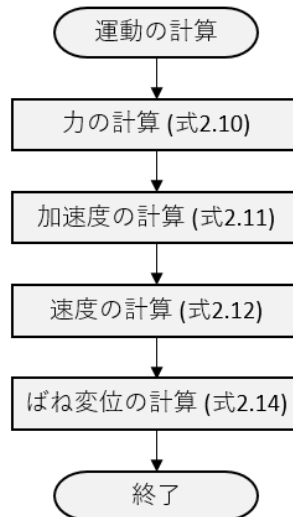 運動の計算
力の計算 (式2.10)
加速度の計算 (式2.11)
速度の計算 (式2.12)
ばね変位の計算 (式2.14)
終了